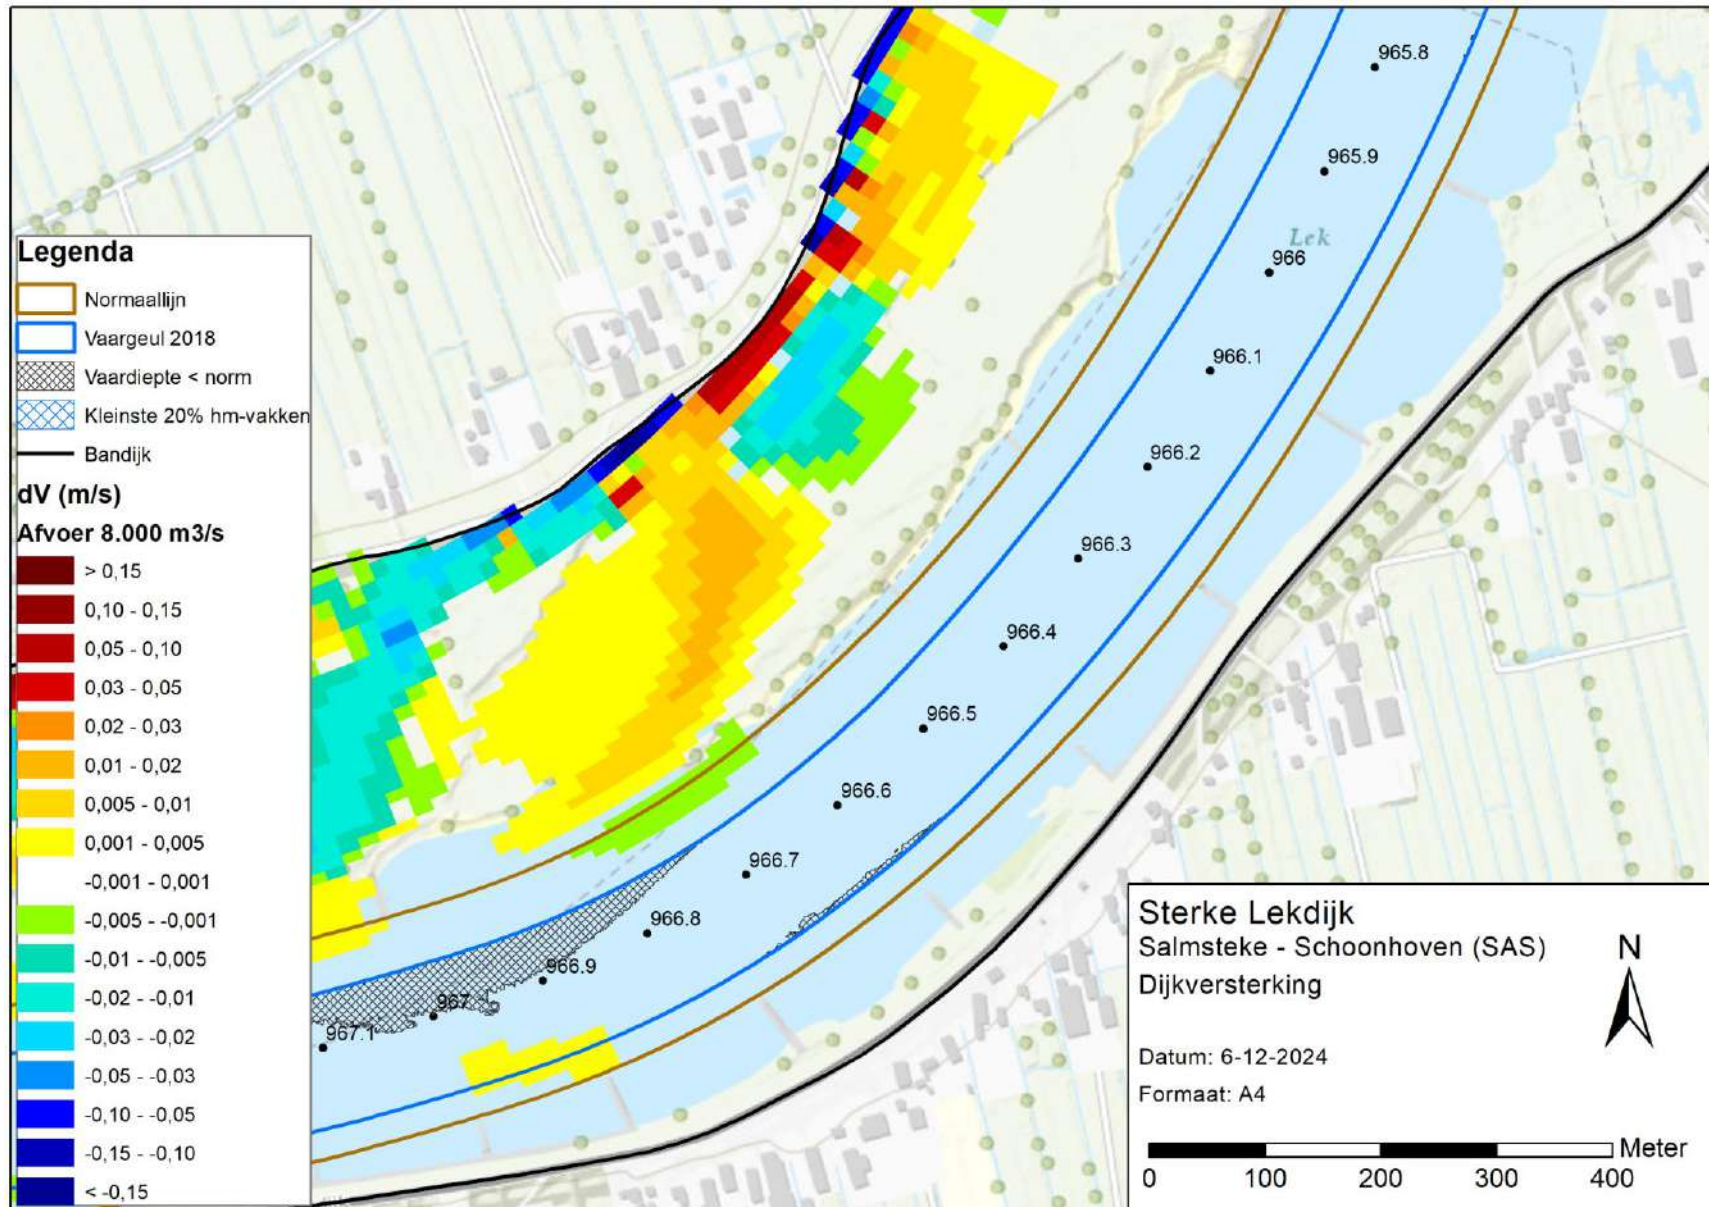 965.8
965.9
Lek
966
966.1
966.2
966.3
966.4
966.5
966.6
966.7
966.8
966.9
967
967.1
Legenda
Normaallijn
Vaargeul 2018
Vaardiepte < norm
Kleinste 20% hm-vakken
Bandijk
dV (m/s)
Afvoer 8.000 m3/s
> 0,15
0,10 - 0,15
0,05 - 0,10
0,03 - 0,05
0,02 - 0,03
0,01 - 0,02
0,005 - 0,01
0,001 - 0,005
-0,001 - 0,001
-0,005 - -0,001
-0,01 - -0,005
-0,02 - -0,01
-0,03 - -0,02
-0,05 - -0,03
-0,10 - -0,05
-0,15 - -0,10
< -0,15
Sterke Lekdijk
Salmsteke - Schoonhoven (SAS)
Dijkversterking
N
Datum: 6-12-2024
Formaat: A4
Meter
0 100 200 300 400